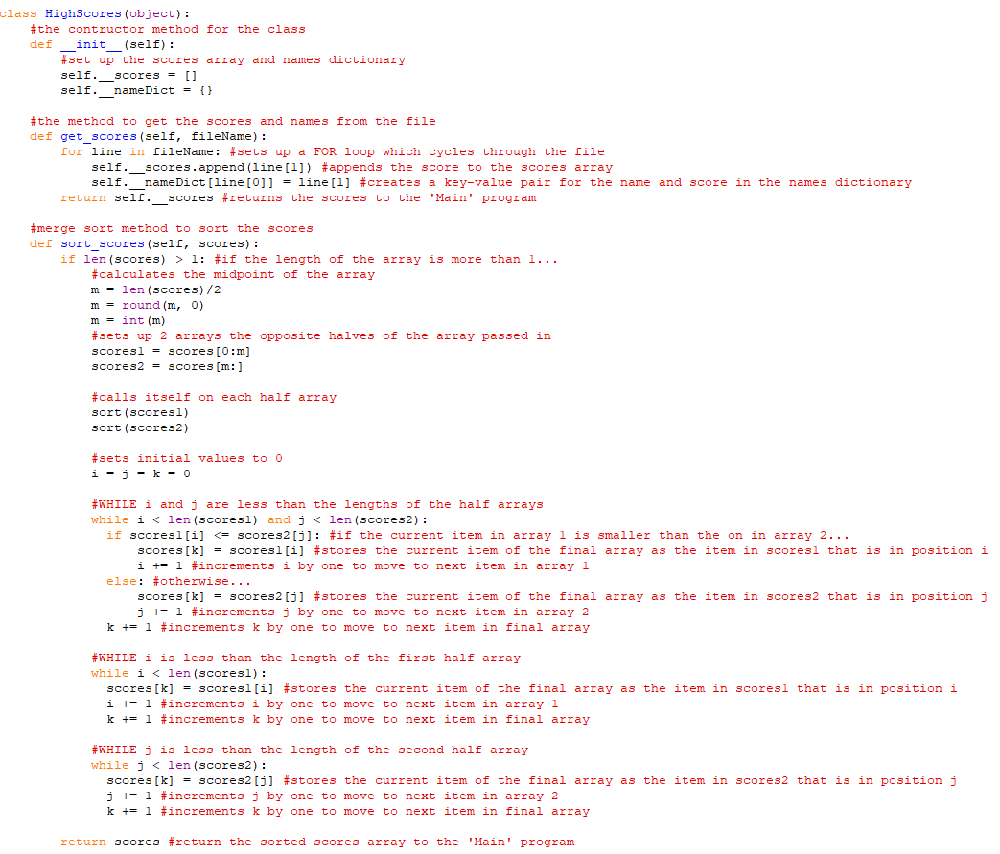 class HighScores(object):
    #the contructor method for the class
    def __init__(self):
        #set up the scores array and names dictionary
        self.__scores = []
        self.__nameDict = {}

    #the method to get the scores and names from the file
    def get_scores(self, fileName):
        for line in fileName: #sets up a FOR loop which cycles through the file
            self.__scores.append(line[1]) #appends the score to the scores array
            self.__nameDict[line[0]] = line[1] #creates a key-value pair for the name and score in the names dictionary
        return self.__scores #returns the scores to the 'Main' program

    #merge sort method to sort the scores
    def sort_scores(self, scores):
        if len(scores) > 1: #if the length of the array is more than 1...
            #calculates the midpoint of the array
            m = len(scores)/2
            m = round(m, 0)
            m = int(m)
            #sets up 2 arrays the opposite halves of the array passed in
            scores1 = scores[0:m]
            scores2 = scores[m:]

            #calls itself on each half array
            sort(scores1)
            sort(scores2)

            #sets initial values to 0
            i = j = k = 0

            #WHILE i and j are less than the lengths of the half arrays
            while i < len(scores1) and j < len(scores2):
              if scores1[i] <= scores2[j]: #if the current item in array 1 is smaller than the on in array 2...
                  scores[k] = scores1[i] #stores the current item of the final array as the item in scores1 that is in position i
                  i += 1 #increments i by one to move to next item in array 1
              else: #otherwise...
                  scores[k] = scores2[j] #stores the current item of the final array as the item in scores2 that is in position j
                  j += 1 #increments j by one to move to next item in array 2
              k += 1 #increments k by one to move to next item in final array

            #WHILE i is less than the length of the first half array
            while i < len(scores1):
              scores[k] = scores1[i] #stores the current item of the final array as the item in scores1 that is in position i
              i += 1 #increments i by one to move to next item in array 1
              k += 1 #increments k by one to move to next item in final array

            #WHILE j is less than the length of the second half array
            while j < len(scores2):
              scores[k] = scores2[j] #stores the current item of the final array as the item in scores2 that is in position j
              j += 1 #increments j by one to move to next item in array 2
              k += 1 #increments k by one to move to next item in final array

        return scores #return the sorted scores array to the 'Main' program